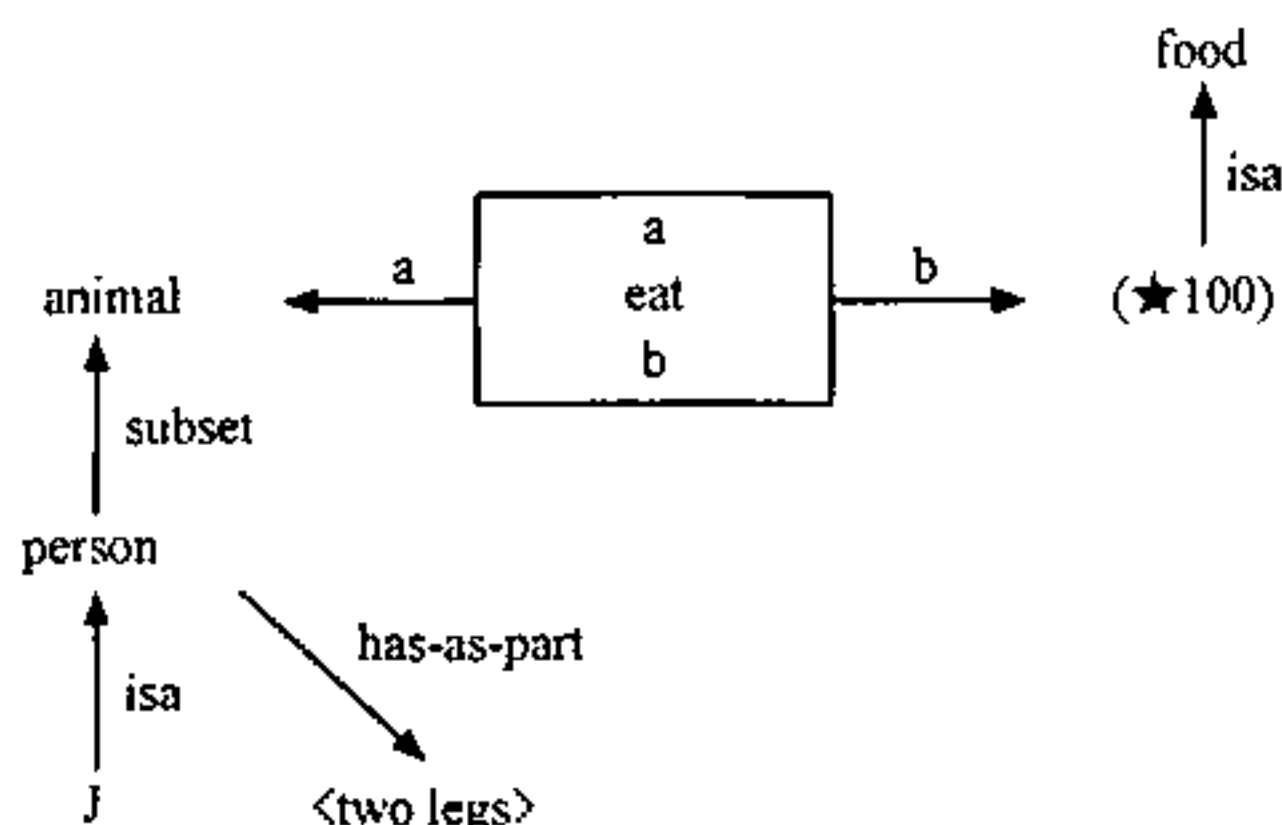 food
isa
a
a
eat
b
b
animal
(★100)
subset
person
has-as-part
isa
J
<two legs>